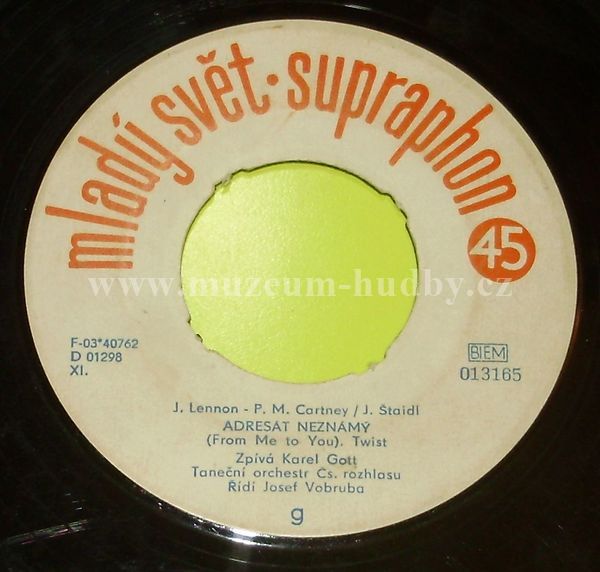 mladý svět · supraphon
45
www.muzeum-hudby.cz
F-03*40762
D 01298
XI.
BIEM
013165
J. Lennon - P. M. Cartney / J. Štaidl
ADRESÁT NEZNÁMÝ
(From Me to You). Twist
Zpívá Karel Gott
Taneční orchestr Čs. rozhlasu
Řídí Josef Vobruba
g